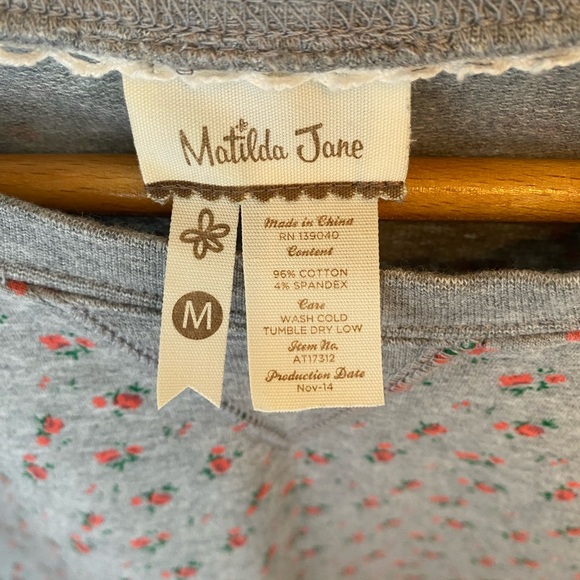 Matilda Jane
M
Made in China
RN 139040
Content
96% COTTON
4% SPANDEX
Care
WASH COLD
TUMBLE DRY LOW
Item No.
AT17312
Production Date
Nov-14